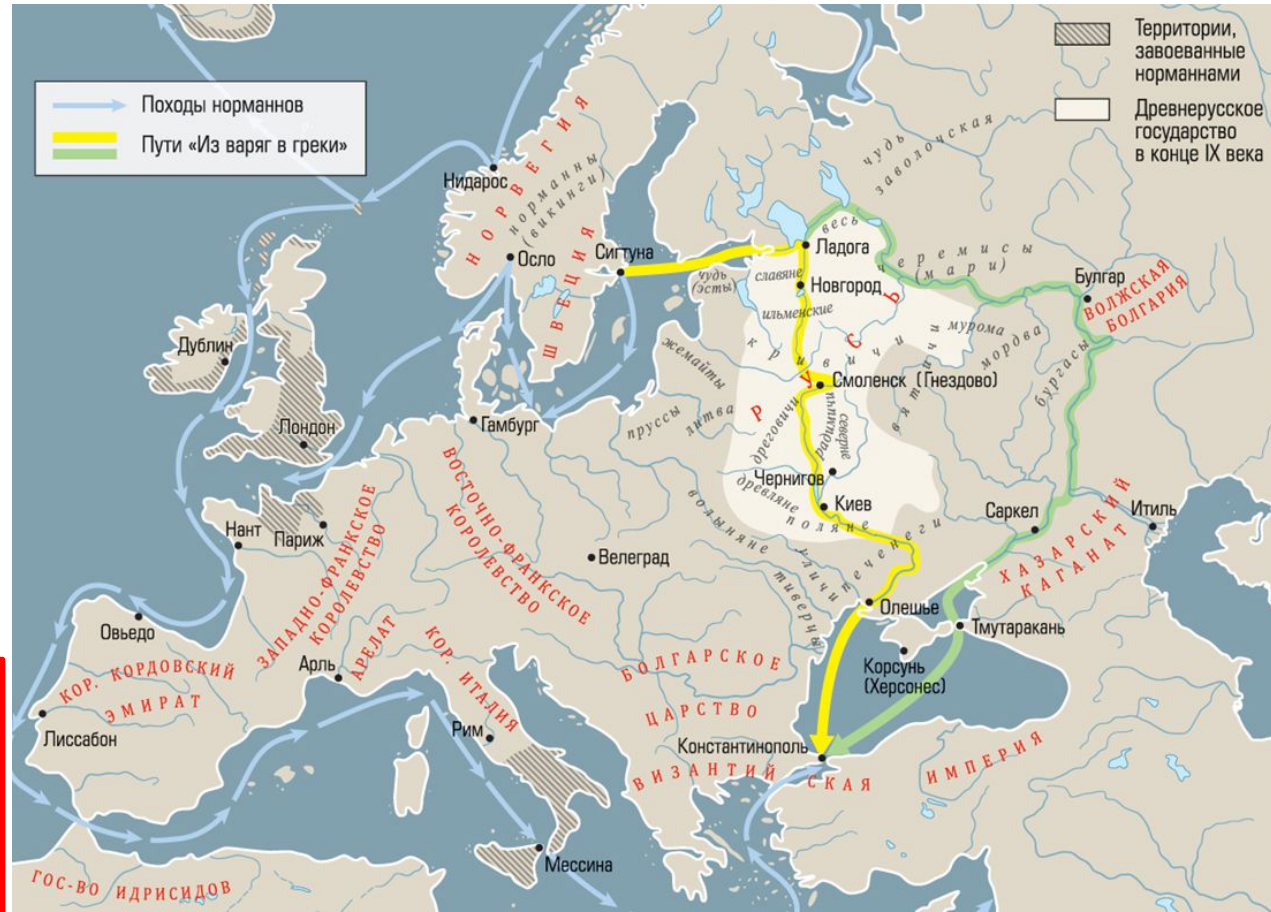 Походы норманнов
Пути «Из варяг в греки»
Территории,
завоеванные
норманнами
Древнерусское
государство
в конце IX века
НОРВЕГИЯ
норманны
(викинги)
ШВЕЦИЯ
Нидарос
Осло
Сигтуна
чудь
заволочская
весь
Ладога
чудь
(эсты)
славяне
ильменские
Новгород
черемисы
(мари)
Булгар
ВОЛЖСКАЯ
БОЛГАРИЯ
мурома
мордва
буртасы
кривичи
вятичи
РУСЬ
жемайты
литва
пруссы
Смоленск (Гнездово)
дреговичи
радимичи
северяне
Чернигов
древляне
Киев
поляне
волыняне
уличи
тиверцы
печенеги
Дублин
Лондон
Гамбург
Нант
Париж
ЗАПАДНО-ФРАНКСКОЕ
КОРОЛЕВСТВО
ВОСТОЧНО-ФРАНКСКОЕ
КОРОЛЕВСТВО
Велеград
Саркел
Итиль
ХАЗАРСКИЙ
КАГАНАТ
Олешье
Тмутаракань
Корсунь
(Херсонес)
Овьедо
КОР. КОРДОВСКИЙ
ЭМИРАТ
Лиссабон
Арль
АРЕЛАТ
КОР. ИТАЛИЯ
Рим
БОЛГАРСКОЕ
ЦАРСТВО
Константинополь
ВИЗАНТИЙСКАЯ ИМПЕРИЯ
Мессина
ГОС-ВО ИДРИСИДОВ